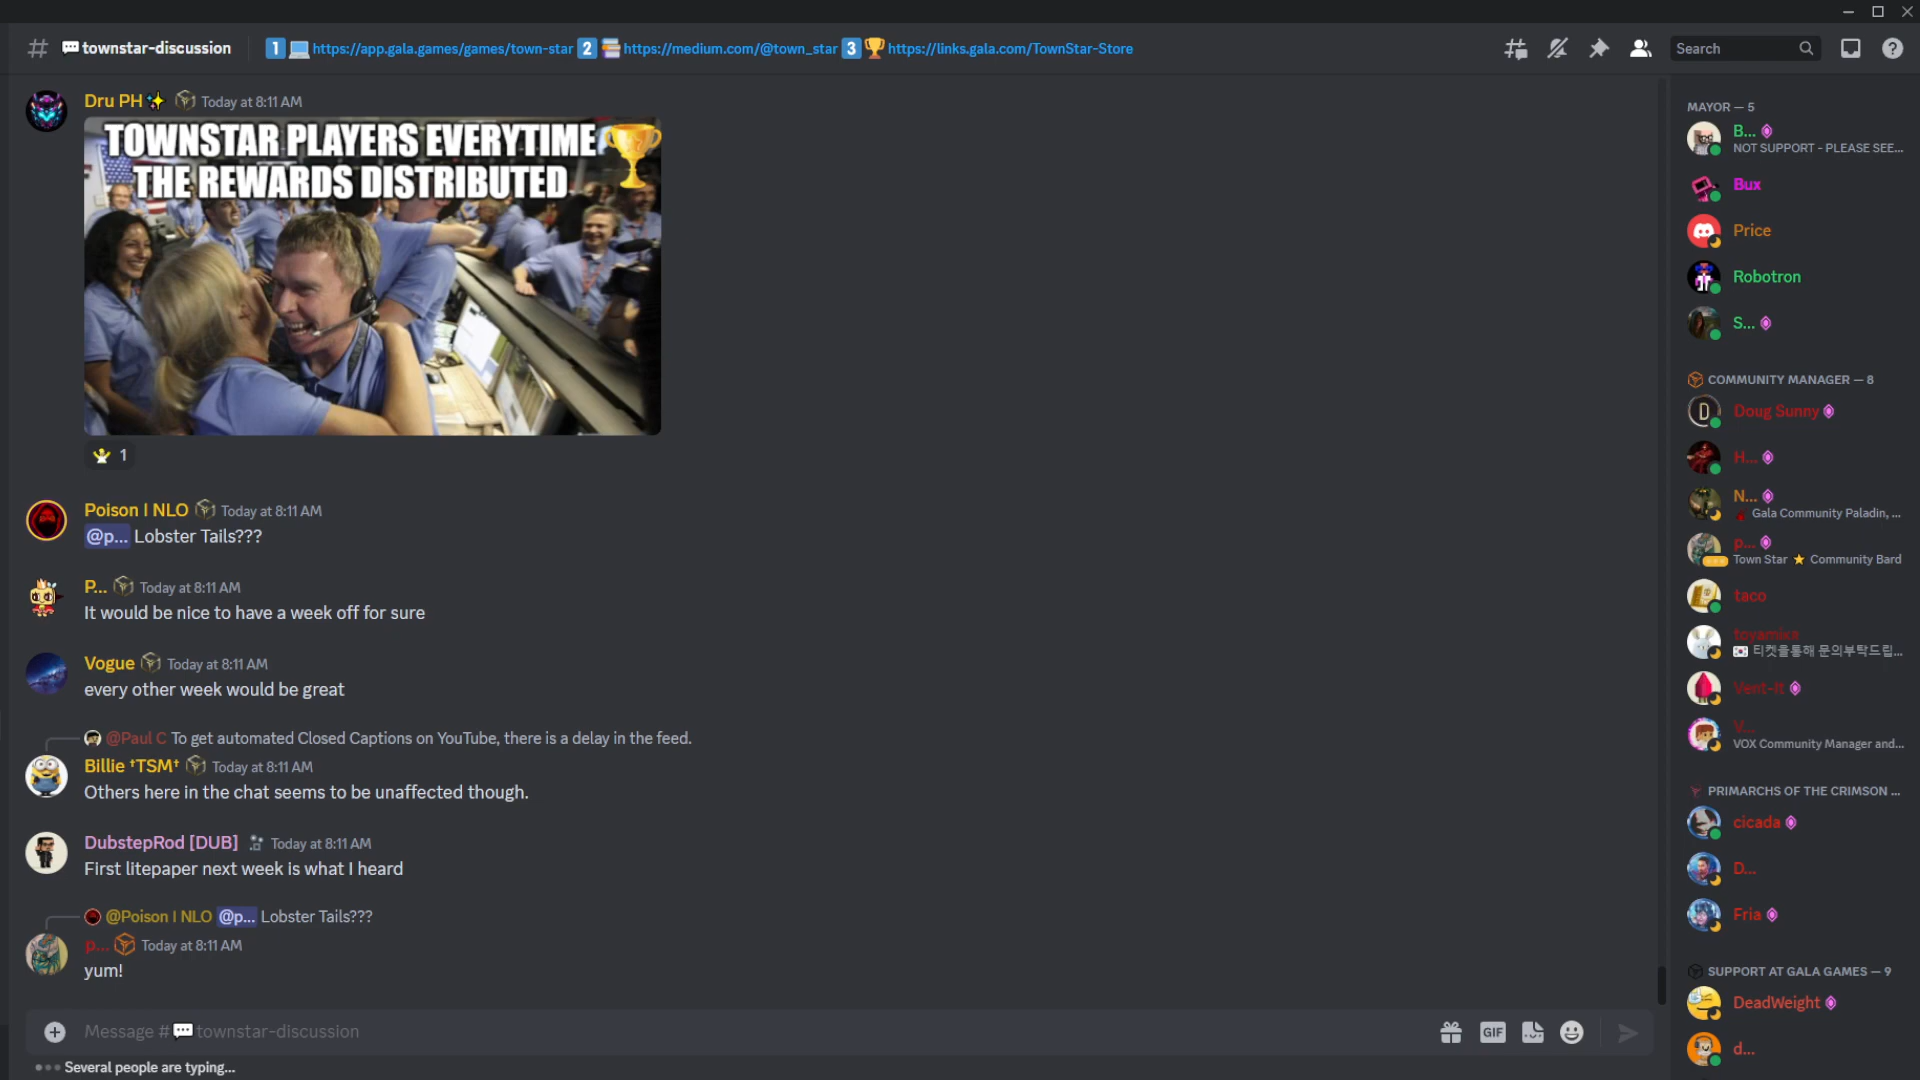 townstar-discussion
1 https://app.gala.games/games/town-star 2 https://medium.com/@town_star 3 https://links.gala.com/TownStar-Store
Search
Dru PH Today at 8:11 AM
TOWNSTAR PLAYERS EVERYTIME
THE REWARDS DISTRIBUTED
1
Poison | NLO Today at 8:11 AM
@p... Lobster Tails???
P... Today at 8:11 AM
It would be nice to have a week off for sure
Vogue Today at 8:11 AM
every other week would be great
@Paul C To get automated Closed Captions on YouTube, there is a delay in the feed.
Billie †TSM† Today at 8:11 AM
Others here in the chat seems to be unaffected though.
DubstepRod [DUB] Today at 8:11 AM
First litepaper next week is what I heard
@Poison | NLO @p... Lobster Tails???
p... Today at 8:11 AM
yum!
Message # townstar-discussion
GIF
Several people are typing...
MAYOR — 5
B...
NOT SUPPORT - PLEASE SEE...
Bux
Price
Robotron
S...
COMMUNITY MANAGER — 8
D
Doug Sunny
H...
N...
Gala Community Paladin, ...
p...
Town Star ⭐ Community Bard
taco
티켓을통해 문의부탁드립...
Vent-It
V...
VOX Community Manager and...
PRIMARCHS OF THE CRIMSON ...
cicada
D...
Fria
SUPPORT AT GALA GAMES — 9
DeadWeight
d...